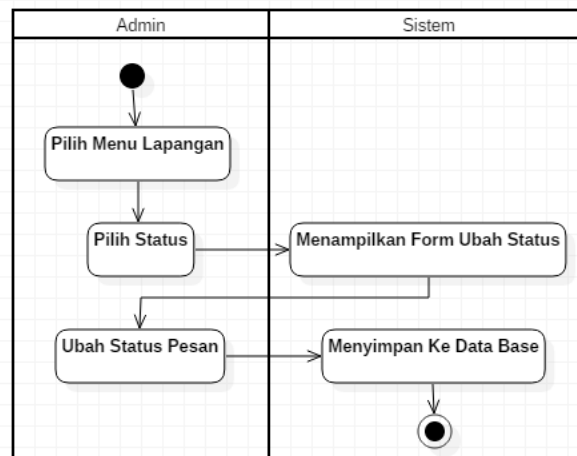 Admin
Sistem
Pilih Menu Lapangan
Pilih Status
Menampilkan Form Ubah Status
Ubah Status Pesan
Menyimpan Ke Data Base